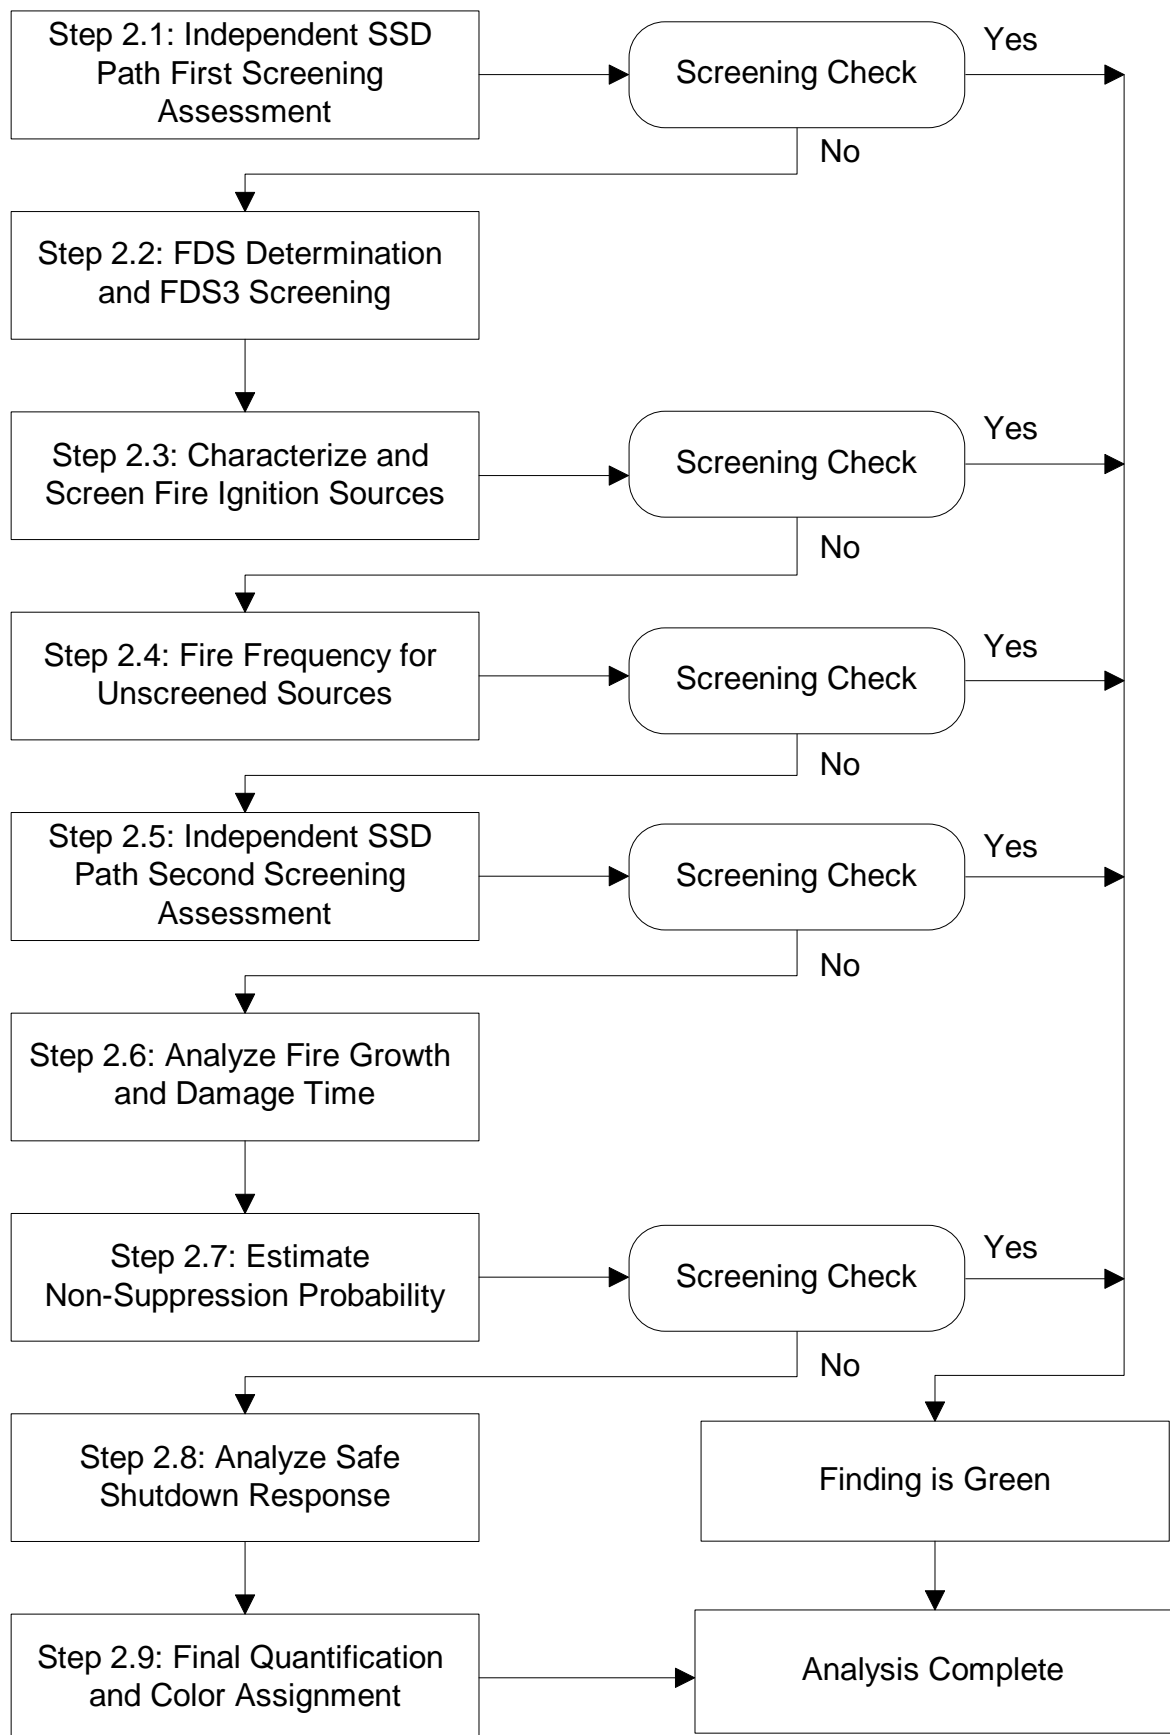 Step 2.1: Independent SSD
Path First Screening
Assessment
Screening Check
Yes
No
Step 2.2: FDS Determination
and FDS3 Screening
Step 2.3: Characterize and
Screen Fire Ignition Sources
Screening Check
Yes
No
Step 2.4: Fire Frequency for
Unscreened Sources
Screening Check
Yes
No
Step 2.5: Independent SSD
Path Second Screening
Assessment
Screening Check
Yes
No
Step 2.6: Analyze Fire Growth
and Damage Time
Step 2.7: Estimate
Non-Suppression Probability
Screening Check
Yes
No
Step 2.8: Analyze Safe
Shutdown Response
Finding is Green
Step 2.9: Final Quantification
and Color Assignment
Analysis Complete